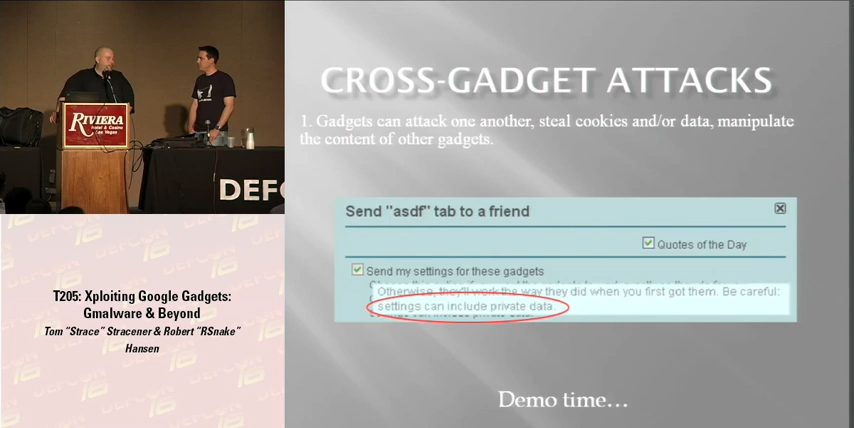 RIVIERA
Hotel & Casino
Las Vegas
DEFC
T205: Xploiting Google Gadgets:
Gmalware & Beyond
Tom "Strace" Stracener & Robert "RSnake"
Hansen
CROSS-GADGET ATTACKS
1. Gadgets can attack one another, steal cookies and/or data, manipulate
the content of other gadgets.
Send "asdf" tab to a friend
Quotes of the Day
Send my settings for these gadgets
Otherwise, they'll work the way they did when you first got them. Be careful:
settings can include private data.
Demo time…
DEFCON 16